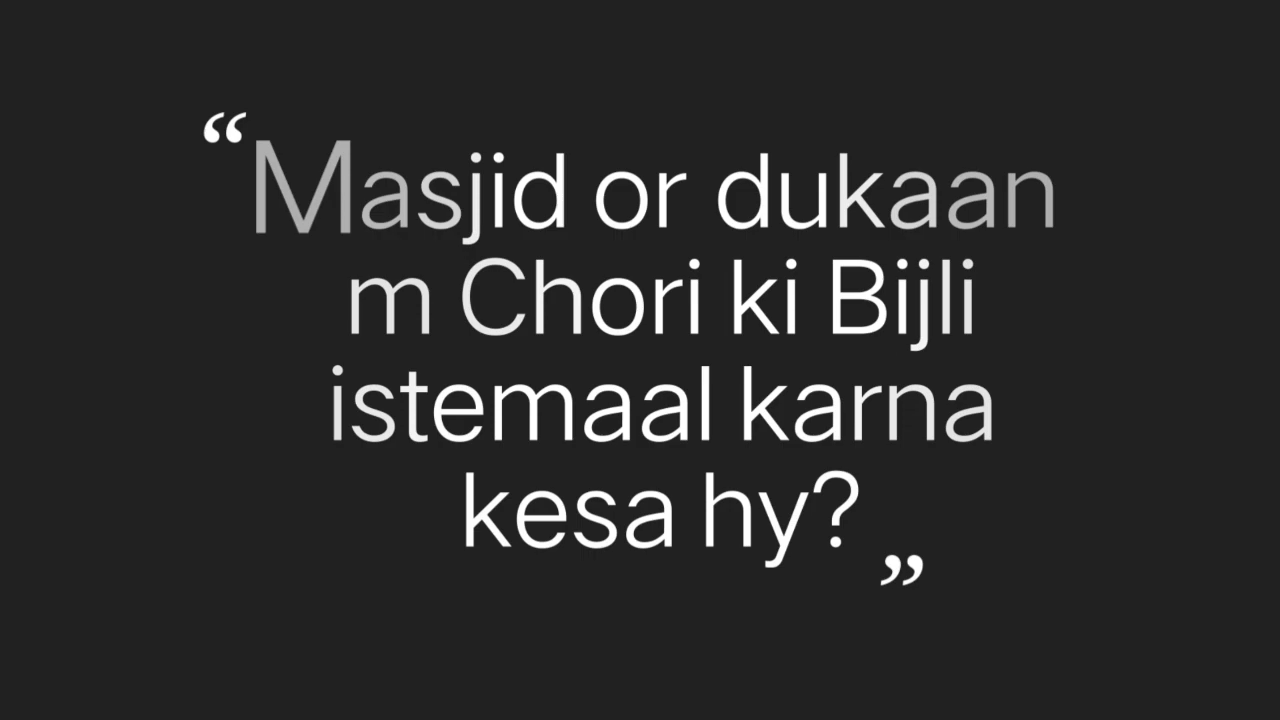 “Masjid or dukaan
m Chori ki Bijli
istemaal karna
kesa hy?”